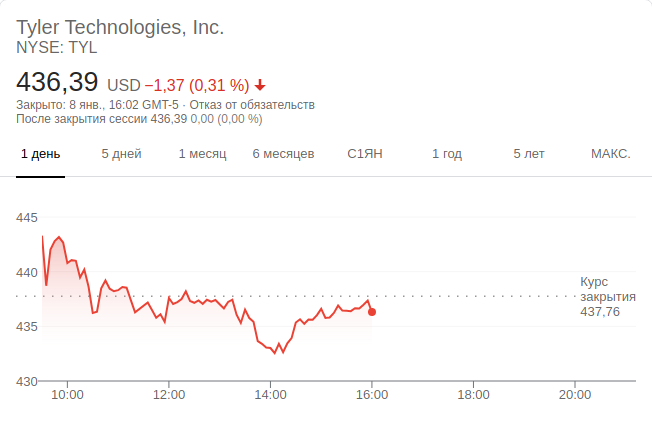 Tyler Technologies, Inc.
NYSE: TYL
436,39 USD −1,37 (0,31 %)
Закрыто: 8 янв., 16:02 GMT-5 · Отказ от обязательств
После закрытия сессии 436,39 0,00 (0,00 %)
1 день 5 дней 1 месяц 6 месяцев С1ЯН 1 год 5 лет МАКС.
445
440
Курс
закрытия
437,76
435
430
10:00 12:00 14:00 16:00 18:00 20:00